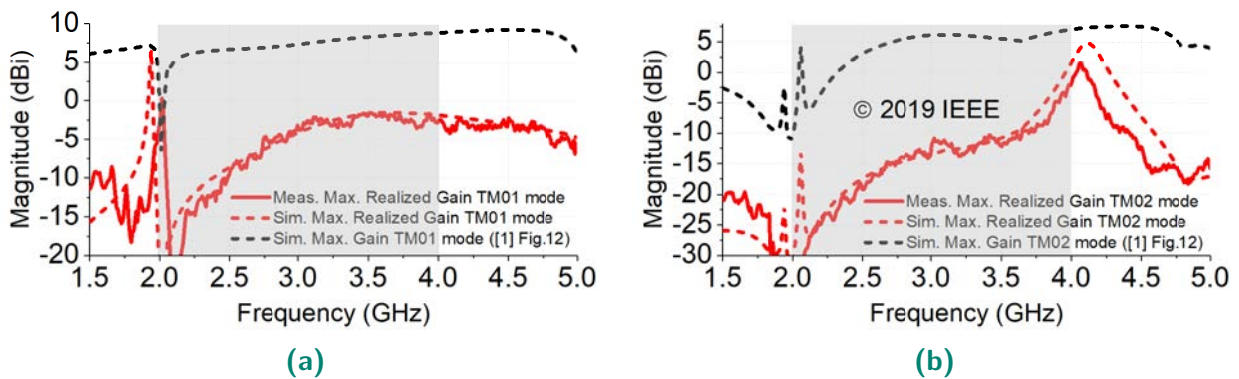 10
5
0
-5
-10
-15
-20
Magnitude (dBi)
Meas. Max. Realized Gain TM01 mode
Sim. Max. Realized Gain TM01 mode
Sim. Max. Gain TM01 mode ([1] Fig.12)
1.5 2.0 2.5 3.0 3.5 4.0 4.5 5.0
Frequency (GHz)
(a)
5
0
-5
-10
-15
-20
-25
-30
Magnitude (dBi)
© 2019 IEEE
Meas. Max. Realized Gain TM02 mode
Sim. Max. Realized Gain TM02 mode
Sim. Max. Gain TM02 mode ([1] Fig.12)
1.5 2.0 2.5 3.0 3.5 4.0 4.5 5.0
Frequency (GHz)
(b)